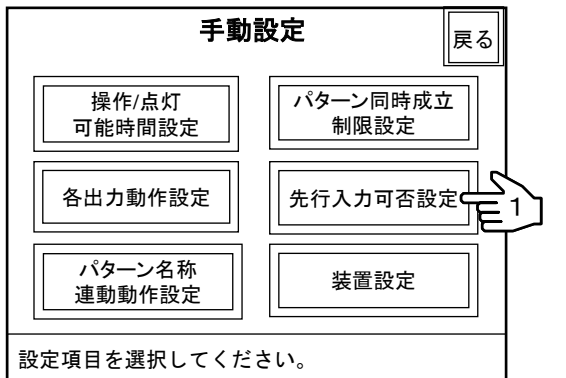 手動設定
戻る
操作/点灯
可能時間設定
パターン同時成立
制限設定
各出力動作設定
先行入力可否設定
1
パターン名称
連動動作設定
装置設定
設定項目を選択してください。